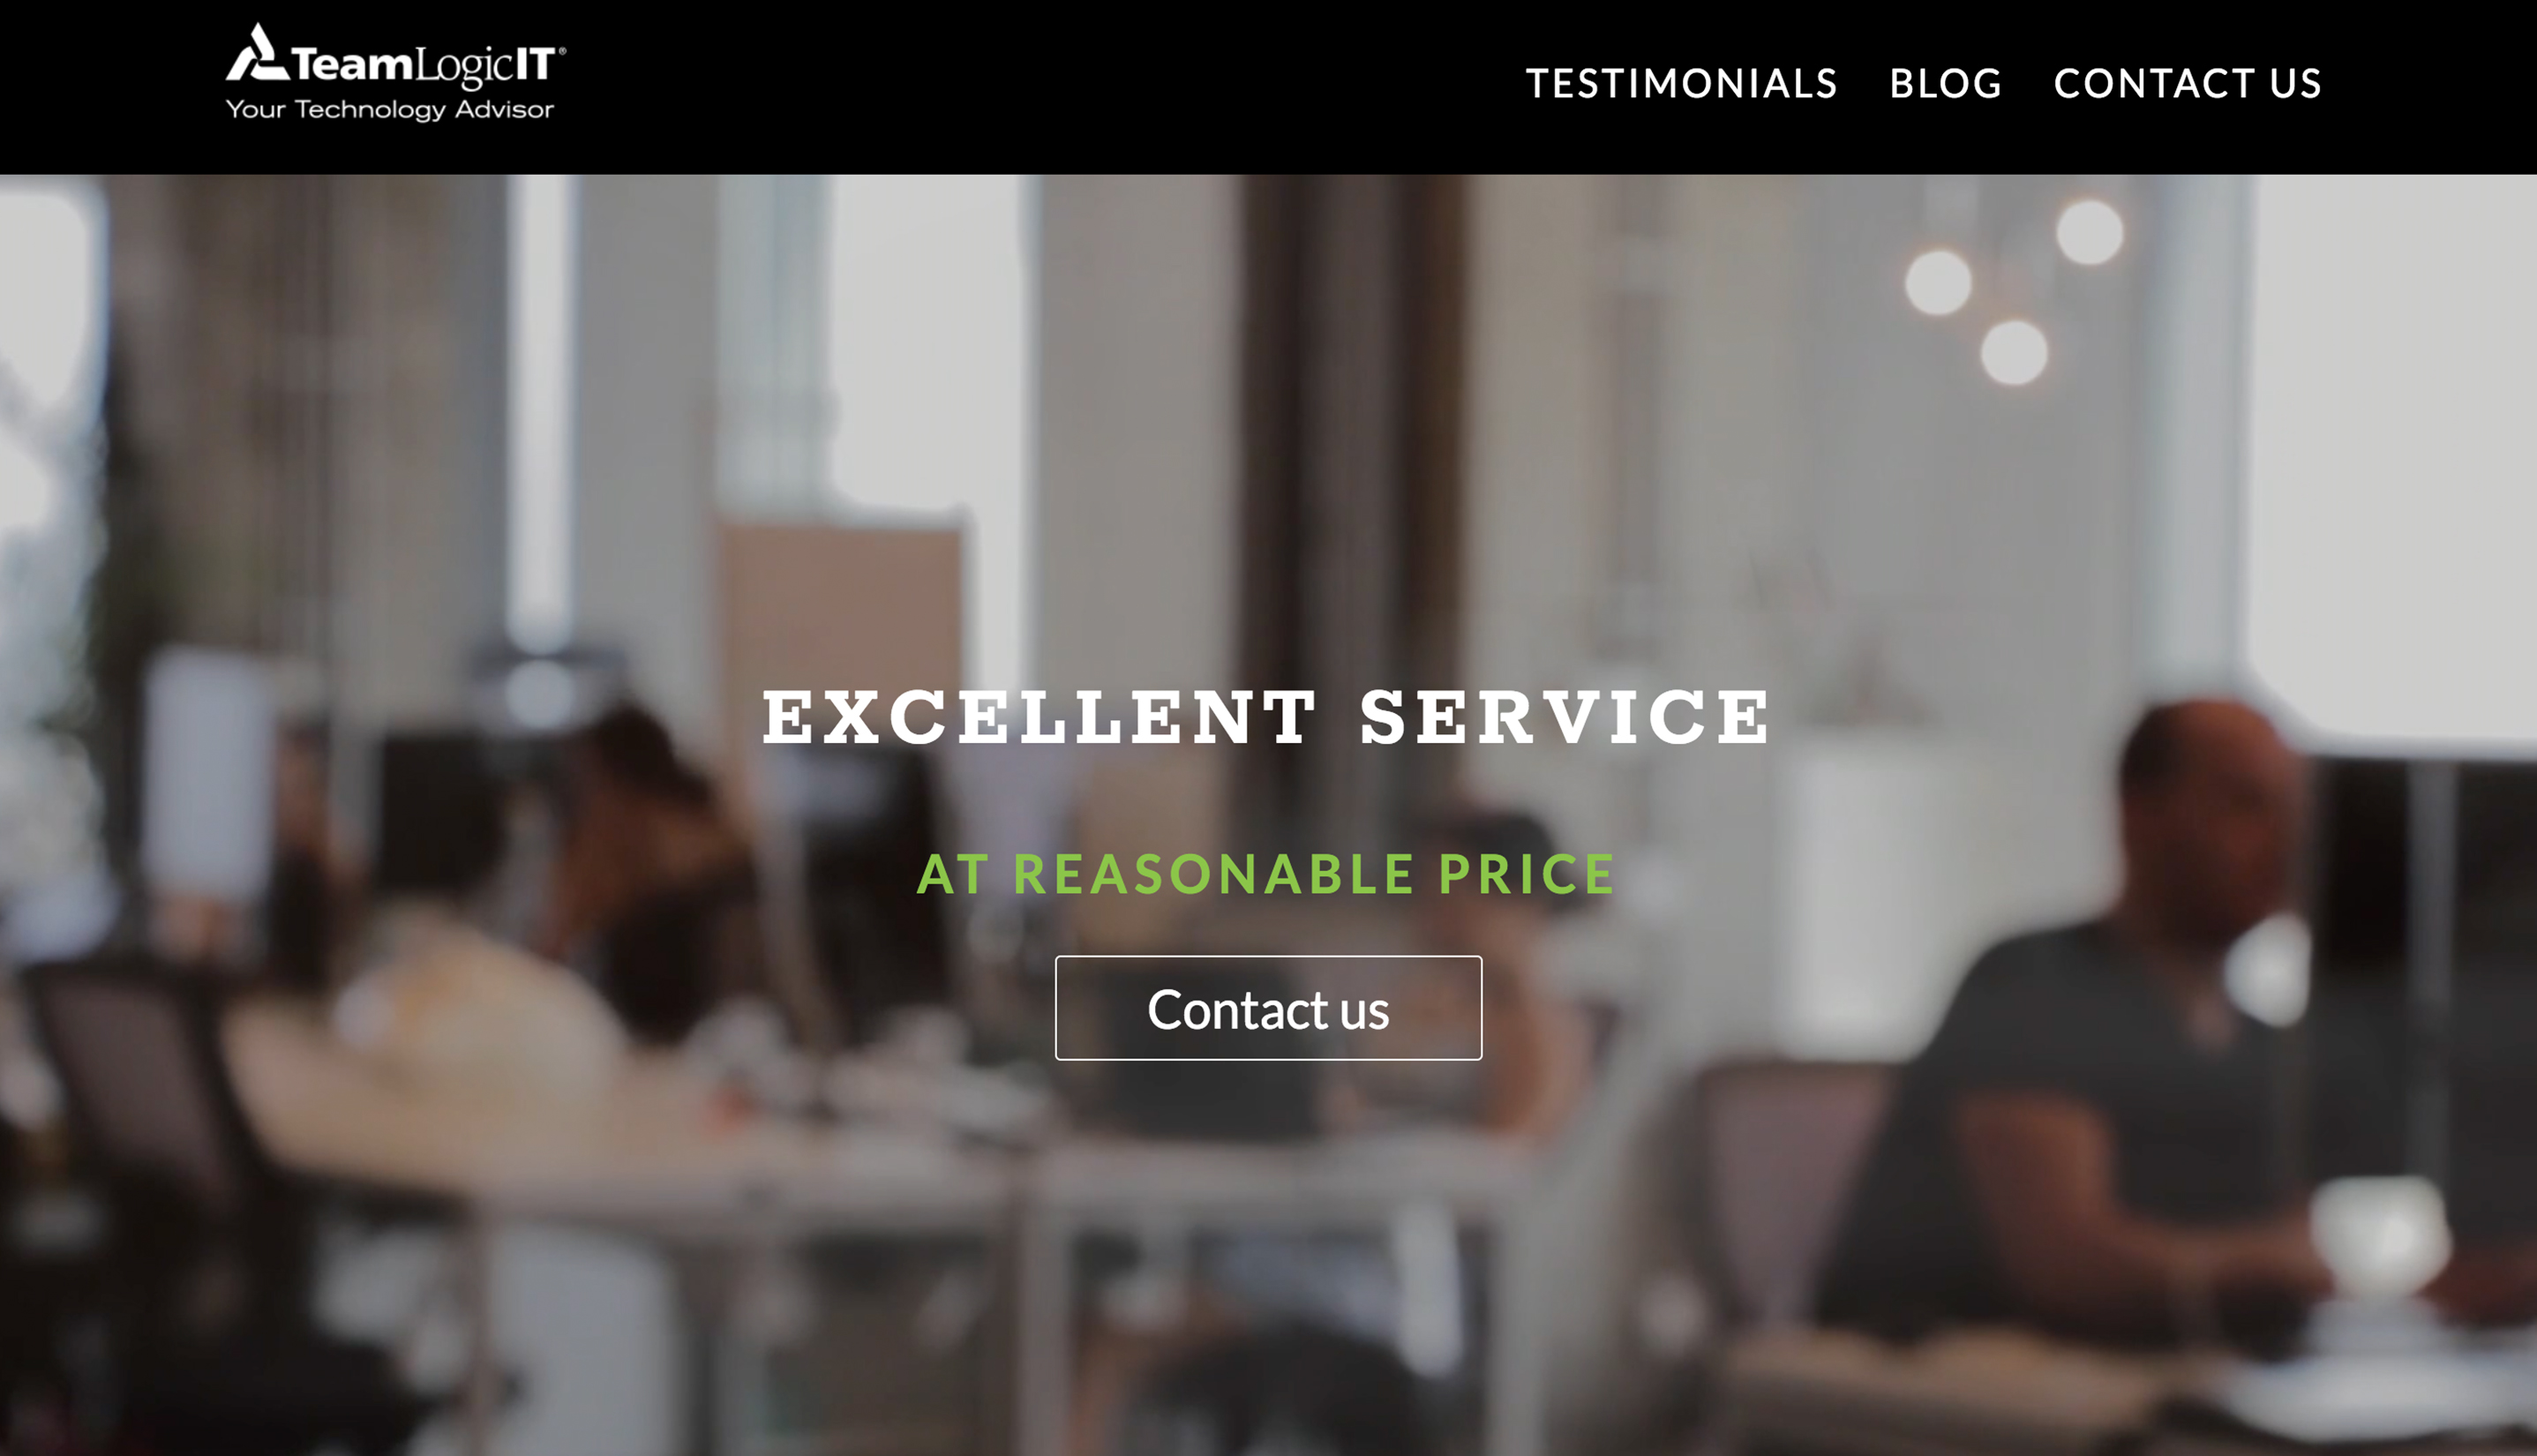 TeamLogicIT®
Your Technology Advisor
TESTIMONIALS BLOG CONTACT US
EXCELLENT SERVICE
AT REASONABLE PRICE
Contact us